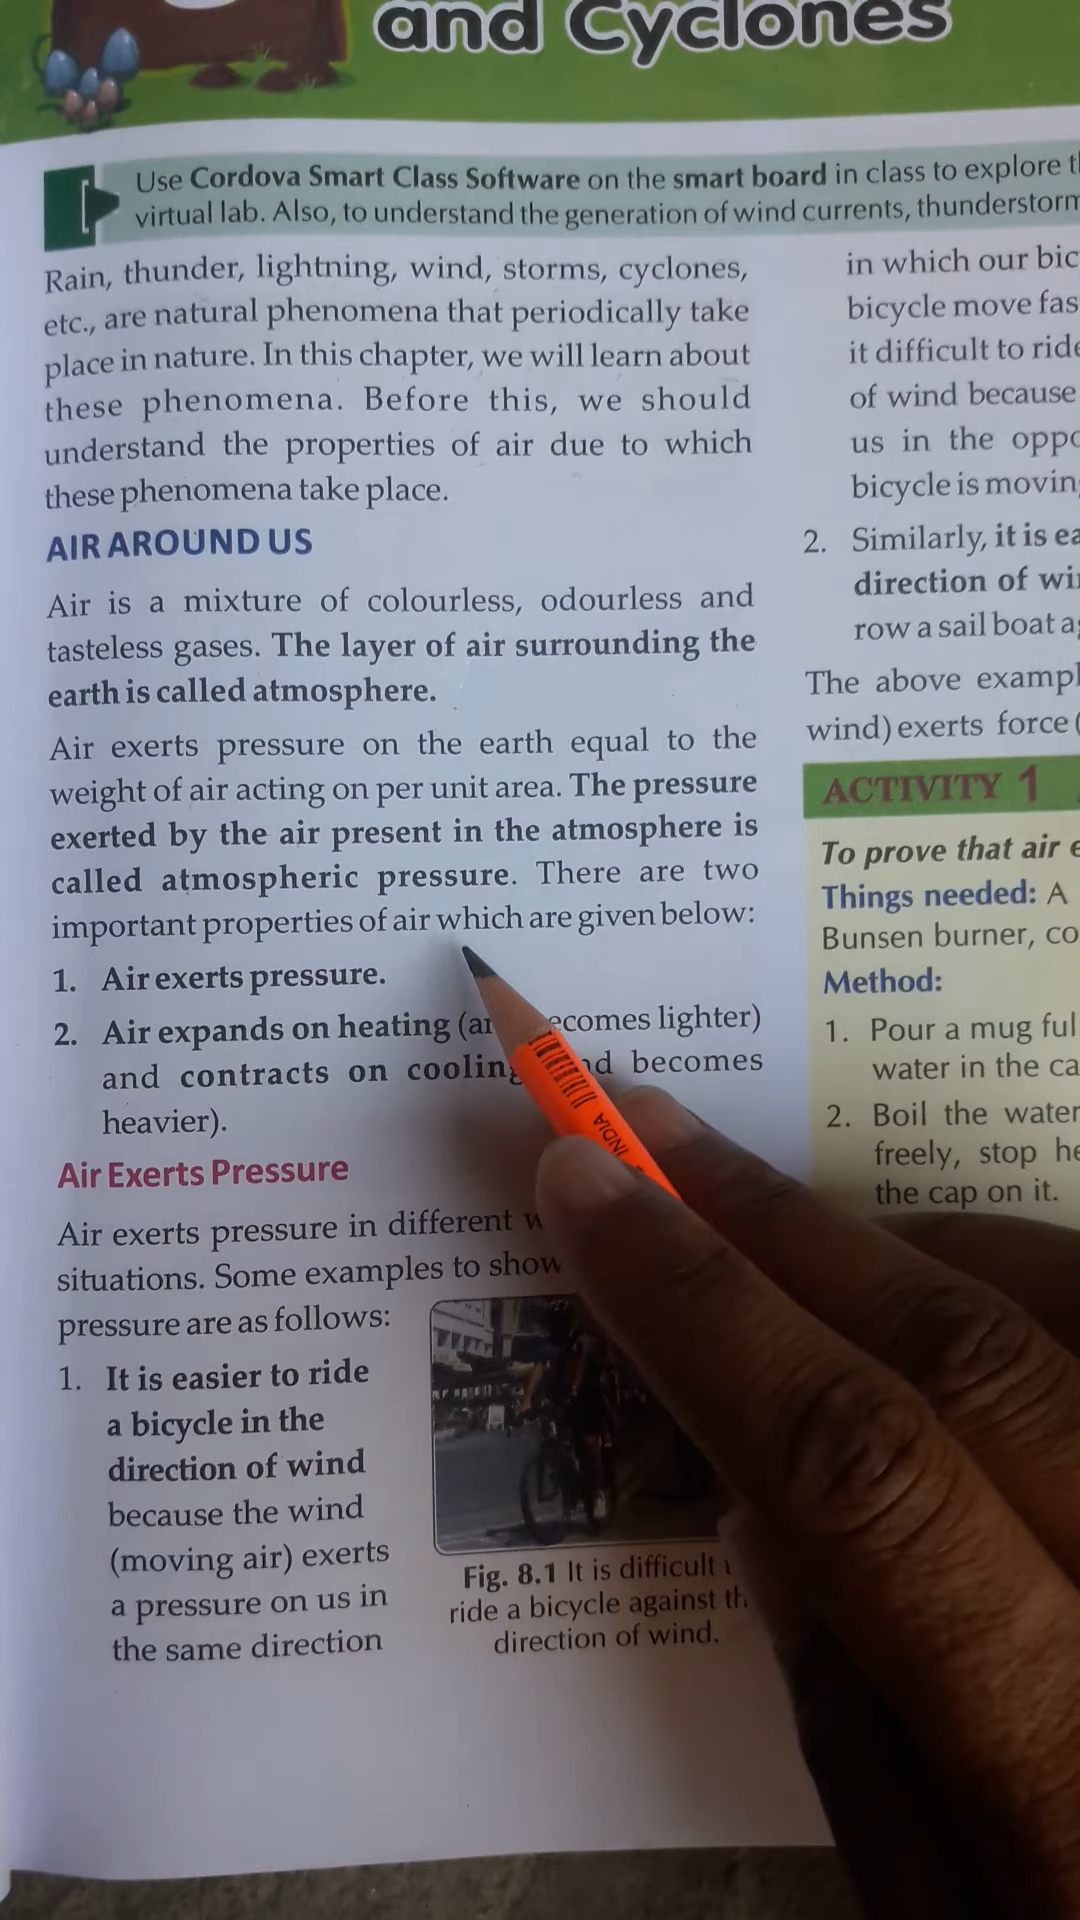 and Cyclones
Use Cordova Smart Class Software on the smart board in class to explore
virtual lab. Also, to understand the generation of wind currents,
Rain, thunder, lightning, wind, storms, cyclones,
etc., are natural phenomena that periodically take
place in nature. In this chapter, we will learn about
these phenomena. Before this, we should
understand the properties of air due to which
these phenomena take place.
AIR AROUND US
Air is a mixture of colourless, odourless and
tasteless gases. The layer of air surrounding the
earth is called atmosphere.
Air exerts pressure on the earth equal to the
weight of air acting on per unit area. The pressure
exerted by the air present in the atmosphere is
called atmospheric pressure. There are two
important properties of air which are given below:
1. Air exerts pressure.
2. Air expands on heating (   lighter)
and contracts on   becomes
heavier).
Air Exerts Pressure
Air exerts pressure in different
situations. Some examples to show
pressure are as follows:
1. It is easier to ride
a bicycle in the
direction of wind
because the wind
(moving air) exerts
a pressure on us in
the same direction
Fig. 8.1 It is difficult
ride a bicycle against
direction of wind.
INDIA
in which our
bicycle move
it difficult to
of wind because
us in the
bicycle is
2. Similarly, it is
direction of
row a sail boat
The above
wind) exerts force
ACTIVITY 1
To prove that air
Things needed: A
Bunsen burner,
Method:
1. Pour a mug
water in the
2. Boil the water
freely, stop
the cap on it.